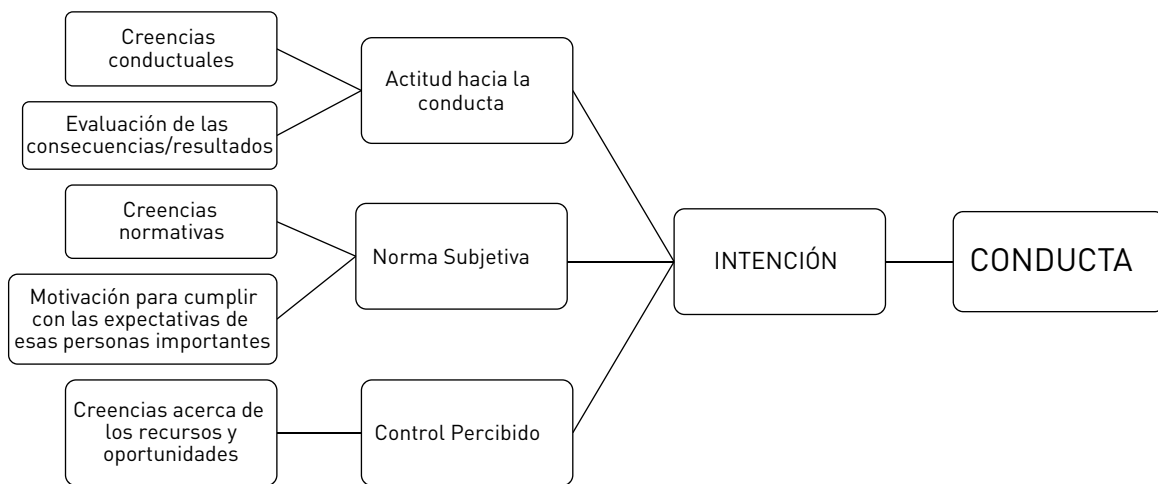 Creencias
conductuales
Evaluación de las
consecuencias/resultados
Actitud hacia la
conducta
Creencias
normativas
Motivación para cumplir
con las expectativas de
esas personas importantes
Norma Subjetiva
Creencias acerca de
los recursos y
oportunidades
Control Percibido
INTENCIÓN
CONDUCTA